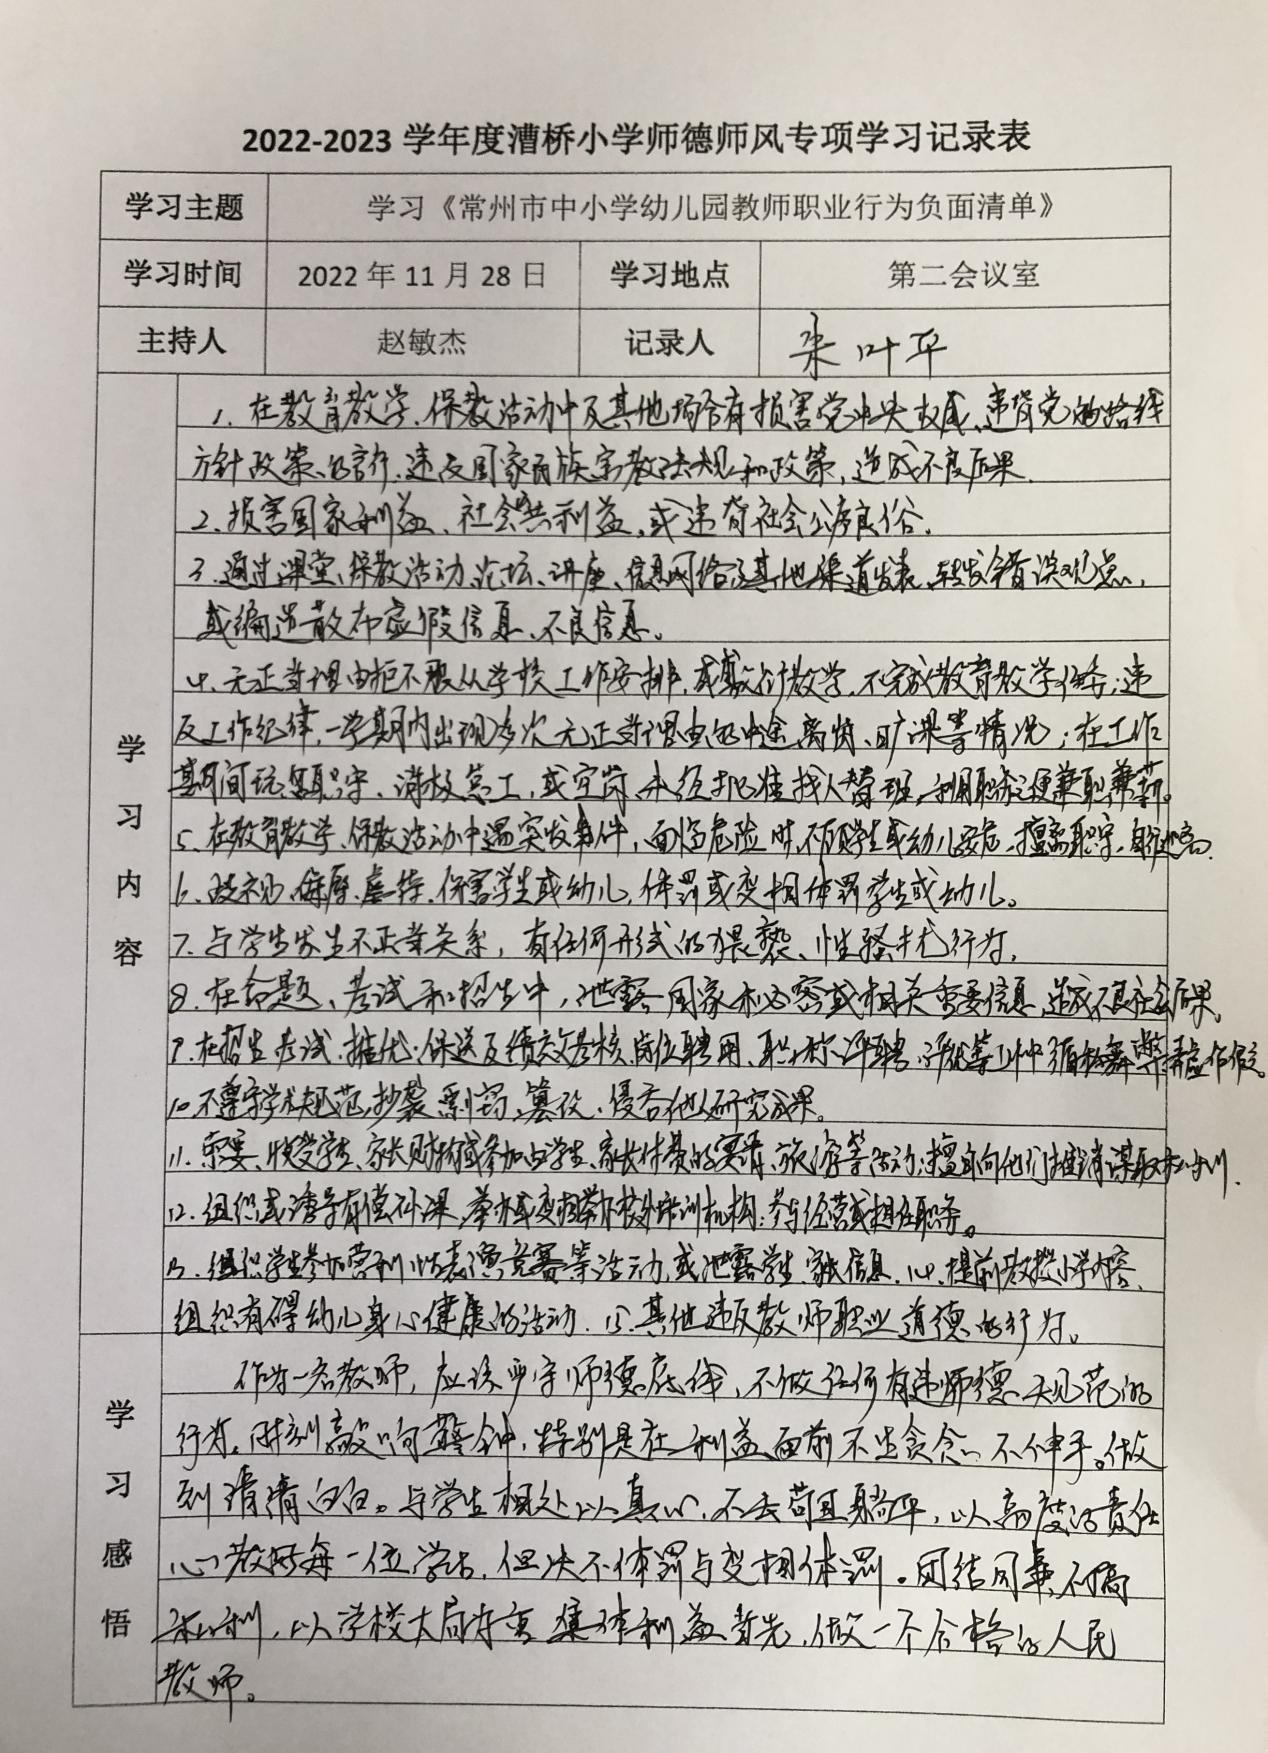 2022-2023 学年度漕桥小学师德师风专项学习记录表
学习主题 学习《常州市中小学幼儿园教师职业行为负面清单》
学习时间 2022 年 11 月 28 日 学习地点 第二会议室
主持人 赵敏杰 记录人 朱叶平
学习内容
1. 在教育教学、保教活动中及其他场合有损害党中央权威、违背党的路线
方针政策的言行,违反国家民族宗教法规和政策,造成不良后果.
2. 损害国家利益、社会公共利益,或违背社会公序良俗.
3. 通过课堂、保教活动、论坛、讲座、信息网络及其他渠道发表、转发错误观点,
或编造散布虚假信息、不良信息。
4. 无正当理由拒不服从学校工作安排,或敷衍教学,不完成教育教学任务;违
反工作纪律,一学期内出现多次无正当理由的中途离岗、旷课等情况;在工作
期间玩忽职守、消极怠工,或空岗、未经批准找人替班,利用职务之便兼职兼薪。
5. 在教育教学、保教活动中遇突发事件,面临危险时,不顾学生或幼儿安危,擅离职守,自行逃离.
6. 歧视、侮辱、虐待、伤害学生或幼儿,体罚或变相体罚学生或幼儿。
7. 与学生发生不正当关系,有任何形式的猥亵、性骚扰行为.
8. 在命题、考试和招生中,泄露国家秘密或相关重要信息,造成不良社会后果.
9. 在招生考试、推优、保送及绩效考核、岗位聘用、职称评聘、评优等工作中徇私舞弊弄虚作假。
10. 不遵守学术规范,抄袭剽窃、篡改、侵吞他人研究成果。
11. 索要、收受学生、家长财物或参加由学生、家长付费的宴请、旅游等活动;擅自向他们推销谋取利.
12. 组织或诱导有偿补课,举办或变相举办校外培训机构;参与经营或担任职务。
13. 组织学生参加营利性表演竞赛等活动,或泄露学生、家长信息. 14. 提前教授小学内容、
组织有碍幼儿身心健康的活动. 15. 其他违反教师职业道德的行为。
学习感悟
作为一名教师,应该严守师德底线,不做任何有违师德规范的
行为。时刻敲响警钟,特别是在利益面前不生贪念、不伸手。做
到清清白白。与学生相处以真心,不去苟且躺平,以高度的责任
心教好每一位学生,但决不体罚与变相体罚。团结同事,不搞
私利,以学校大局为重,集体利益为先,做一个合格的人民
教师。